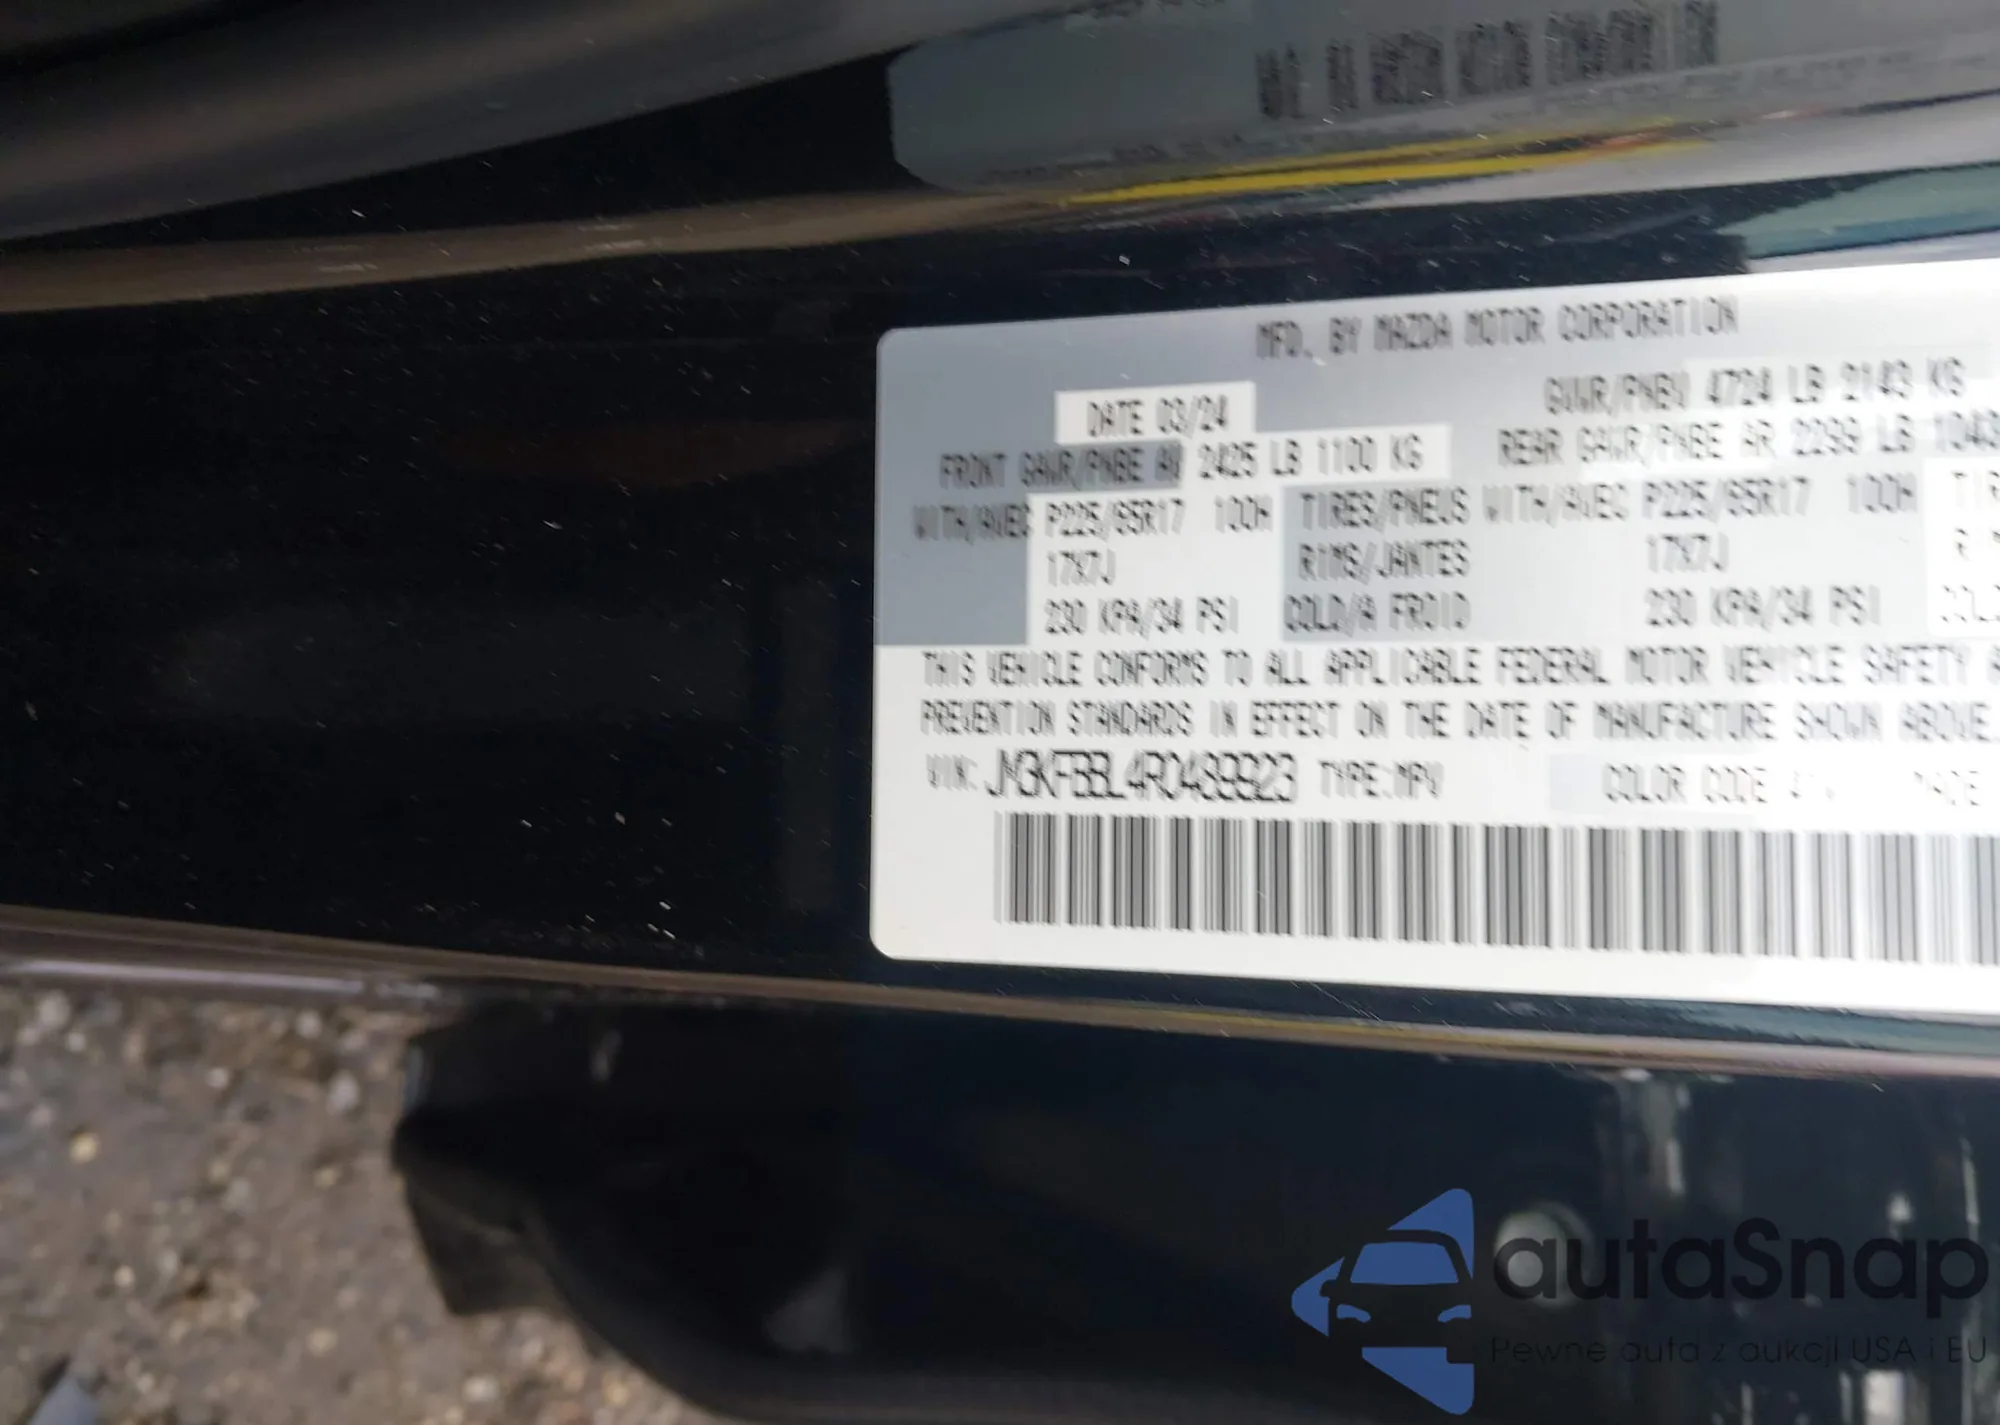 MFD. BY MAZDA MOTOR CORPORATION
DATE 03/24 GVWR/PNBV 4724 LB 2143 KG
FRONT GAWR/PNBE AV 2425 LB 1100 KG REAR GAWR/PNBE AR 2299 LB 1043
WITH/AVEC P225/65R17 100H TIRES/PNEUS WITH/AVEC P225/65R17 100H
17X7J RIMS/JANTES 17X7J
230 KPA/34 PSI COLD/A FROID 230 KPA/34 PSI
THIS VEHICLE CONFORMS TO ALL APPLICABLE FEDERAL MOTOR VEHICLE SAFETY
PREVENTION STANDARDS IN EFFECT ON THE DATE OF MANUFACTURE SHOWN ABOVE.
VIN: TYPE:MPV COLOR CODE
autaSnap
Pewne auta z aukcji USA i EU